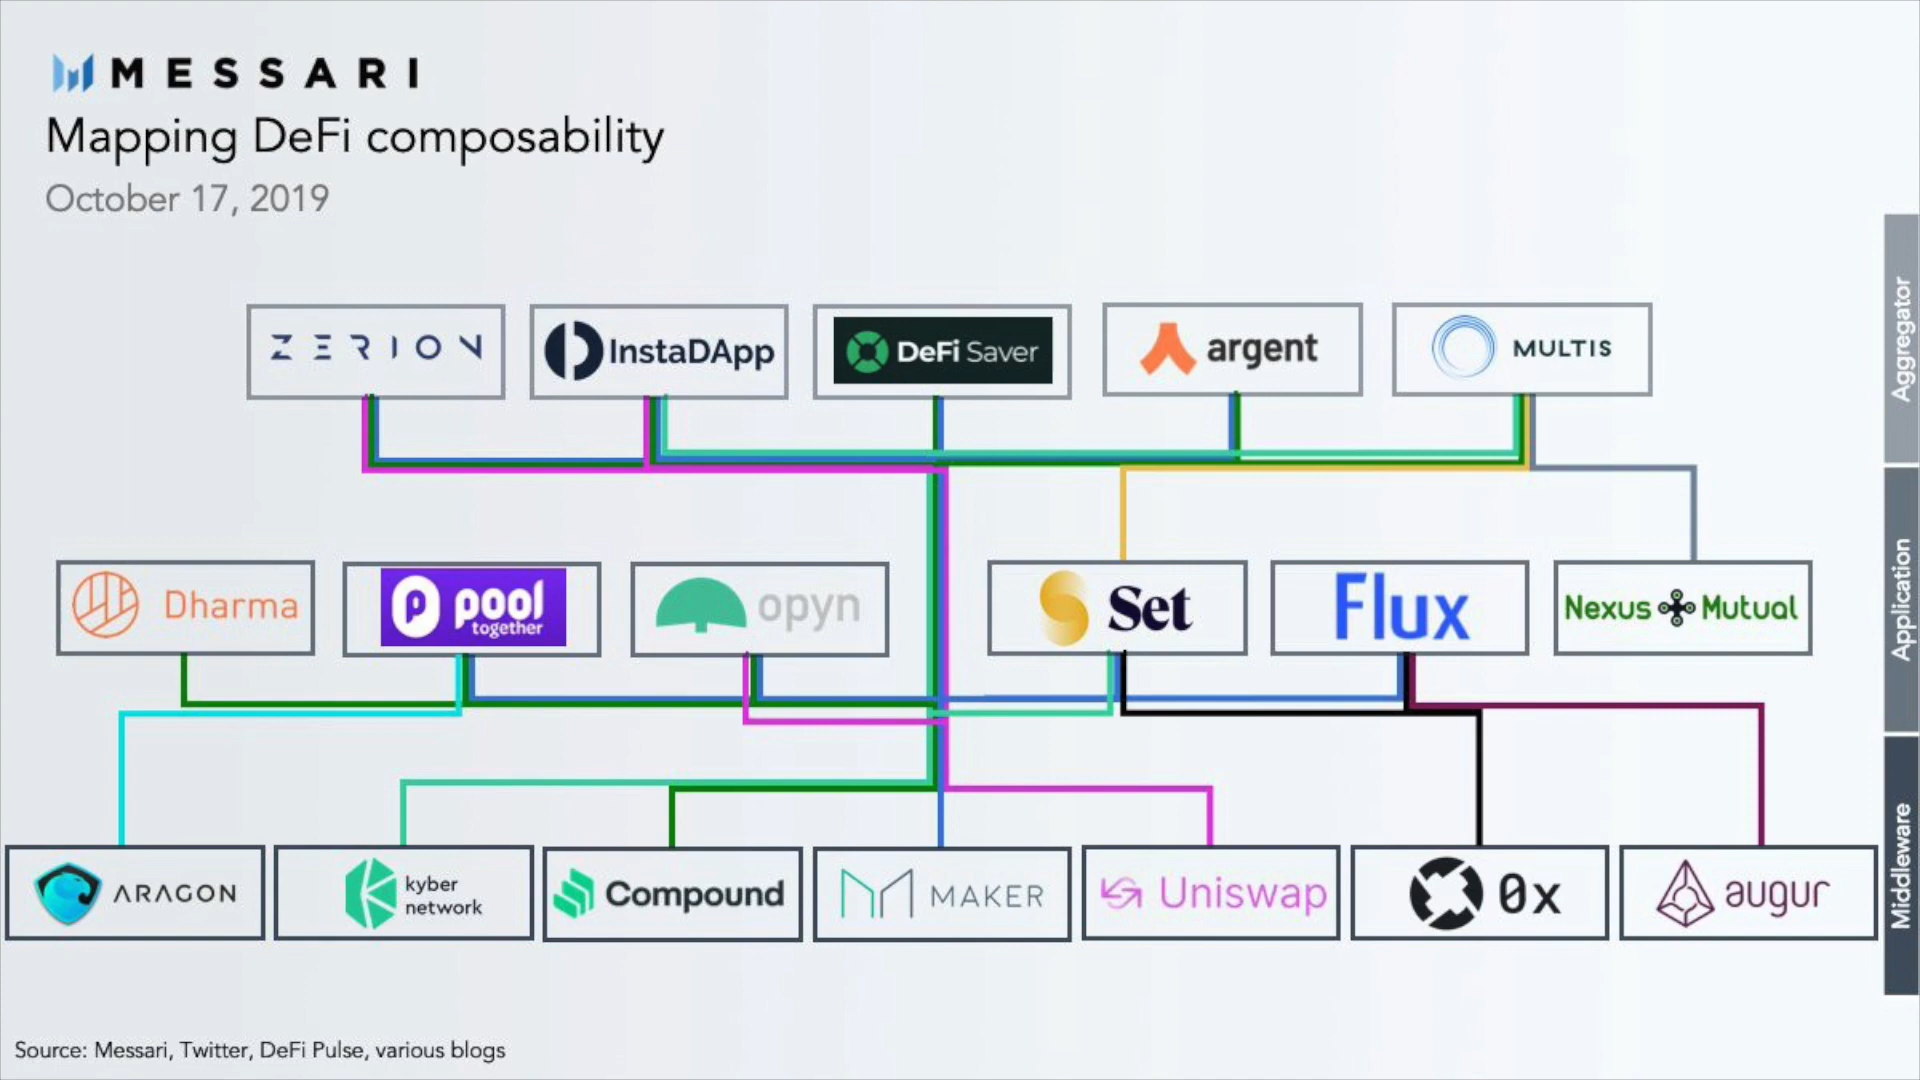 MESSARI
Mapping DeFi composability
October 17, 2019
Aggregator
ZERION
InstaDApp
DeFi Saver
argent
MULTIS
Application
Dharma
pool
together
opyn
Set
Flux
Nexus Mutual
Middleware
ARAGON
kyber
network
Compound
MAKER
Uniswap
0x
augur
Source: Messari, Twitter, DeFi Pulse, various blogs